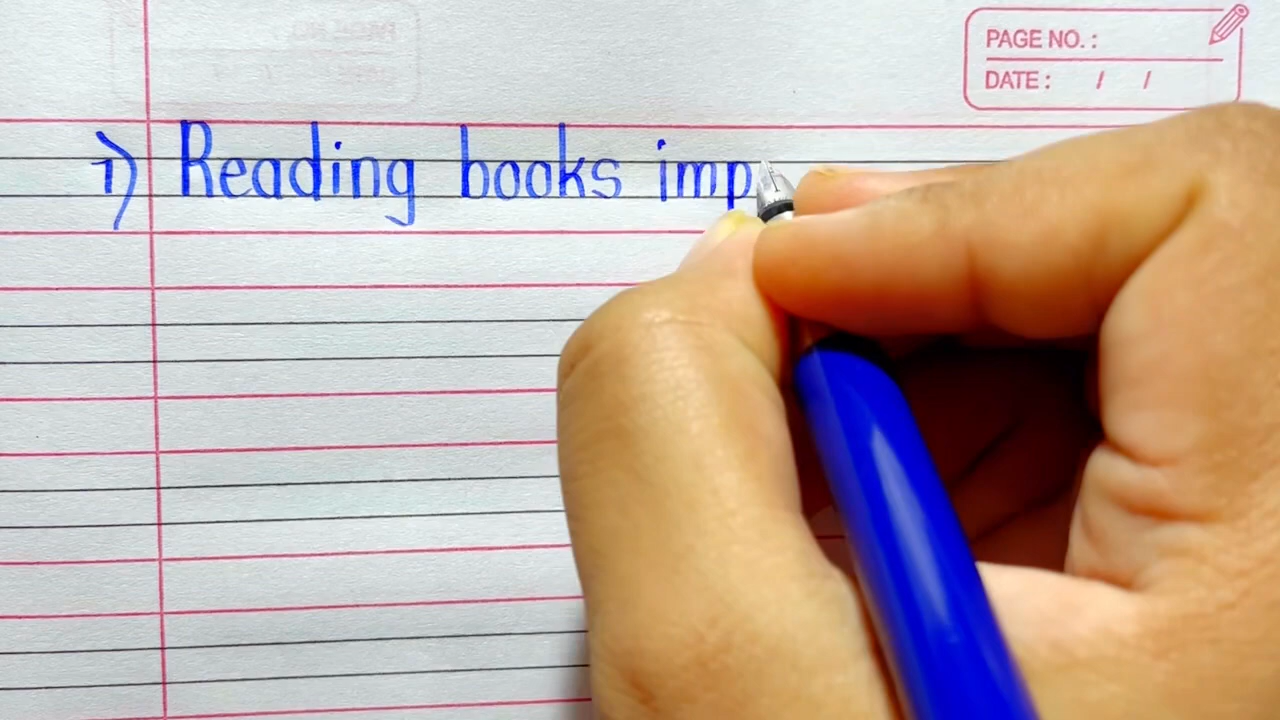 PAGE NO. :
DATE : / /
1) Reading books imp